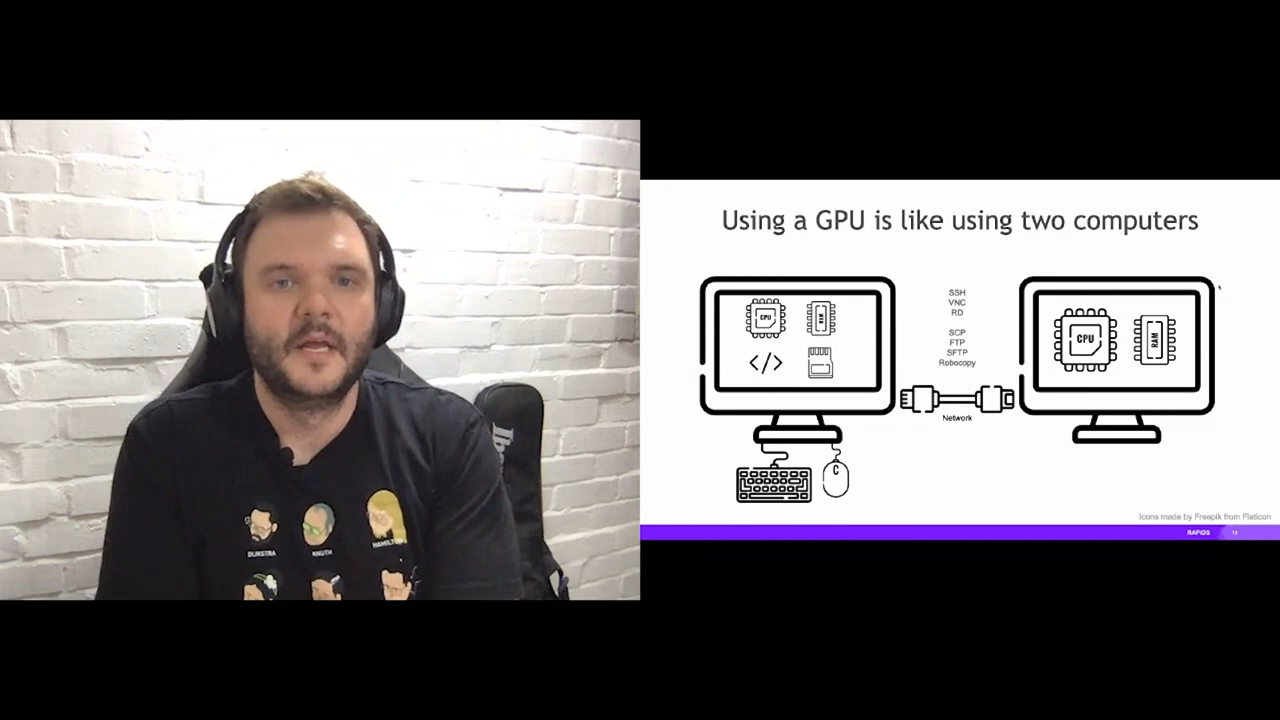 DIJKSTRA
KNUTH
HAMILTON
Using a GPU is like using two computers
CPU
RAM
</>
SSH
VNC
RD
SCP
FTP
SFTP
Robocopy
Network
CPU
RAM
C
Icons made by Freepik from Flaticon
RAPIDS